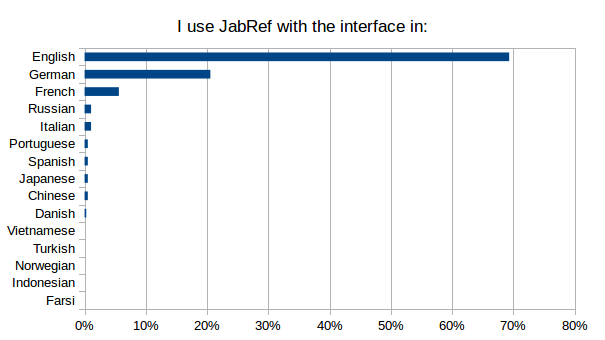 I use JabRef with the interface in:
English
German
French
Russian
Italian
Portuguese
Spanish
Japanese
Chinese
Danish
Vietnamese
Turkish
Norwegian
Indonesian
Farsi
0% 10% 20% 30% 40% 50% 60% 70% 80%